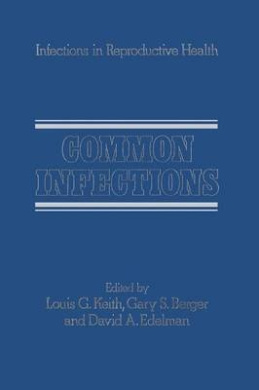 Infections in Reproductive Health
COMMON
INFECTIONS
Edited by
Louis G. Keith, Gary S. Berger
and David A. Edelman